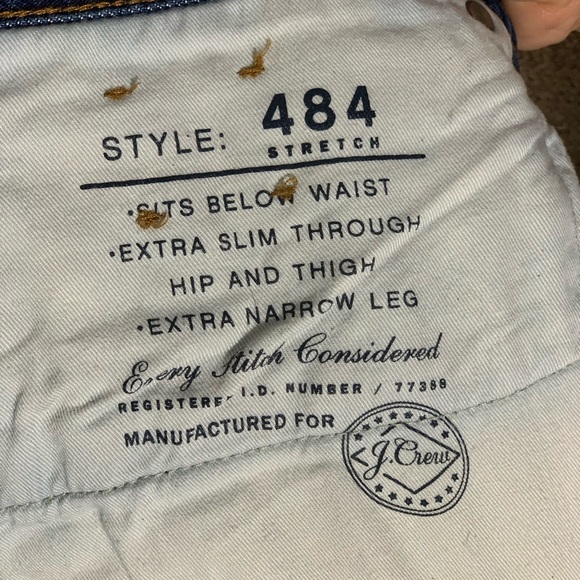 STYLE: 484
STRETCH
•SITS BELOW WAIST
•EXTRA SLIM THROUGH
HIP AND THIGH
•EXTRA NARROW LEG
Every Stitch Considered
REGISTERED I.D. NUMBER / 77369
MANUFACTURED FOR
J.Crew